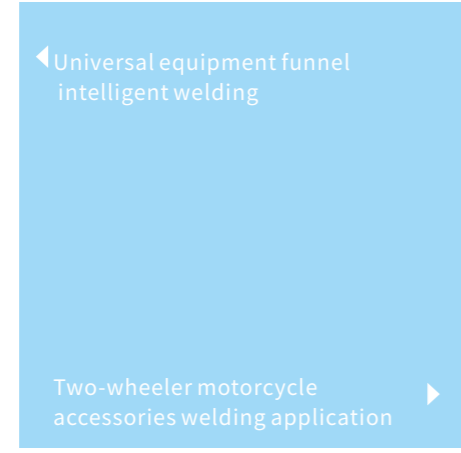 Universal equipment funnel
intelligent welding
Two-wheeler motorcycle
accessories welding application